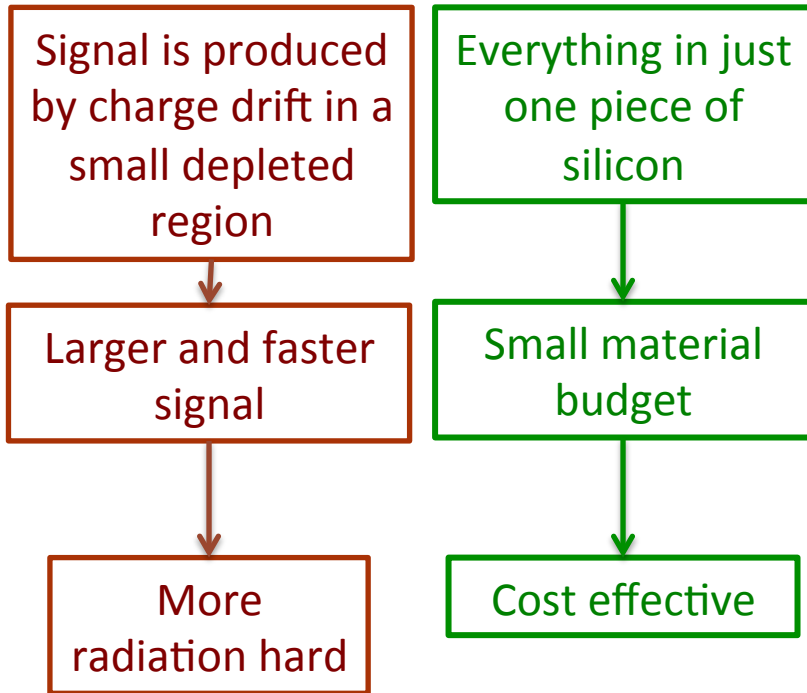 Signal is produced
by charge drift in a
small depleted
region
Larger and faster
signal
More
radiation hard
Everything in just
one piece of
silicon
Small material
budget
Cost effective